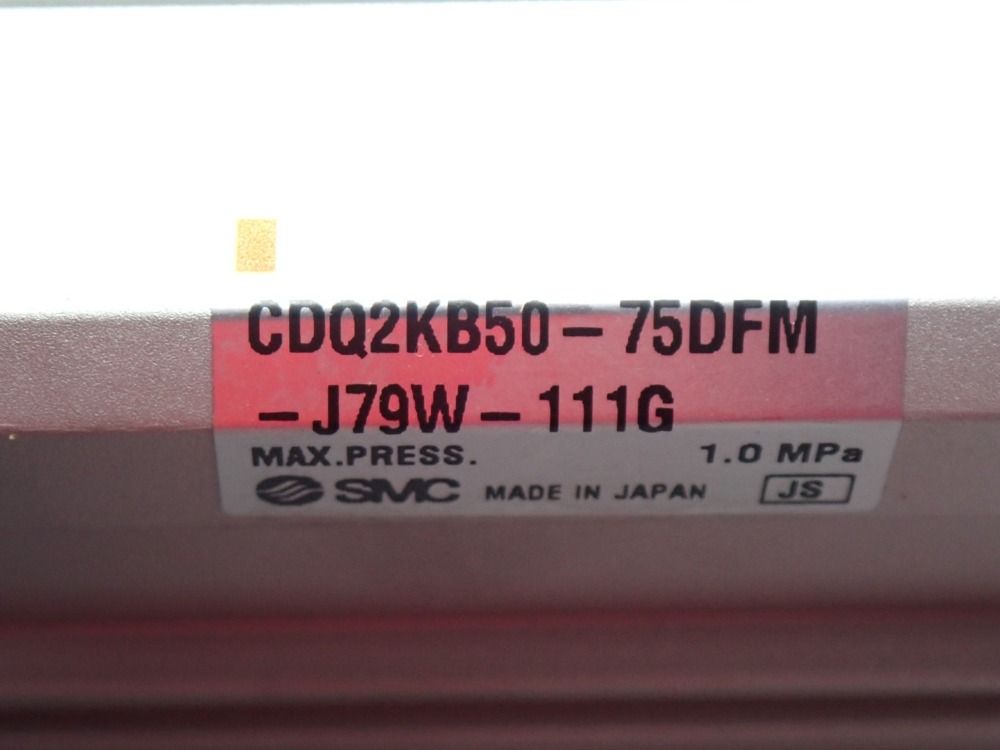 CDQ2KB50-75DFM
-J79W-111G
MAX.PRESS. 1.0 MPa
SMC MADE IN JAPAN JS